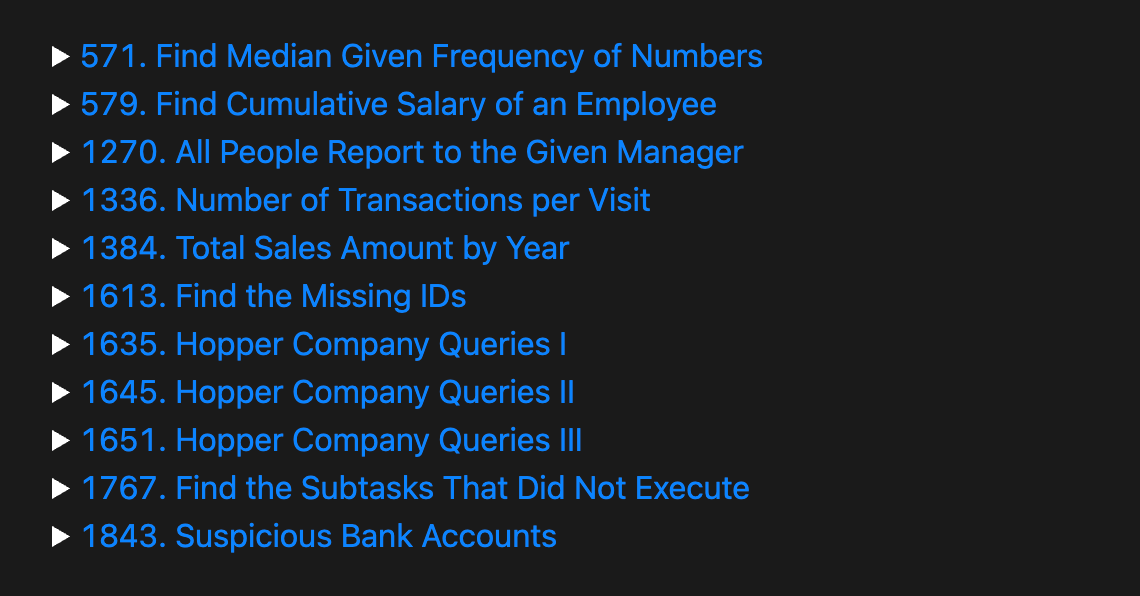 571. Find Median Given Frequency of Numbers
579. Find Cumulative Salary of an Employee
1270. All People Report to the Given Manager
1336. Number of Transactions per Visit
1384. Total Sales Amount by Year
1613. Find the Missing IDs
1635. Hopper Company Queries I
1645. Hopper Company Queries II
1651. Hopper Company Queries III
1767. Find the Subtasks That Did Not Execute
1843. Suspicious Bank Accounts